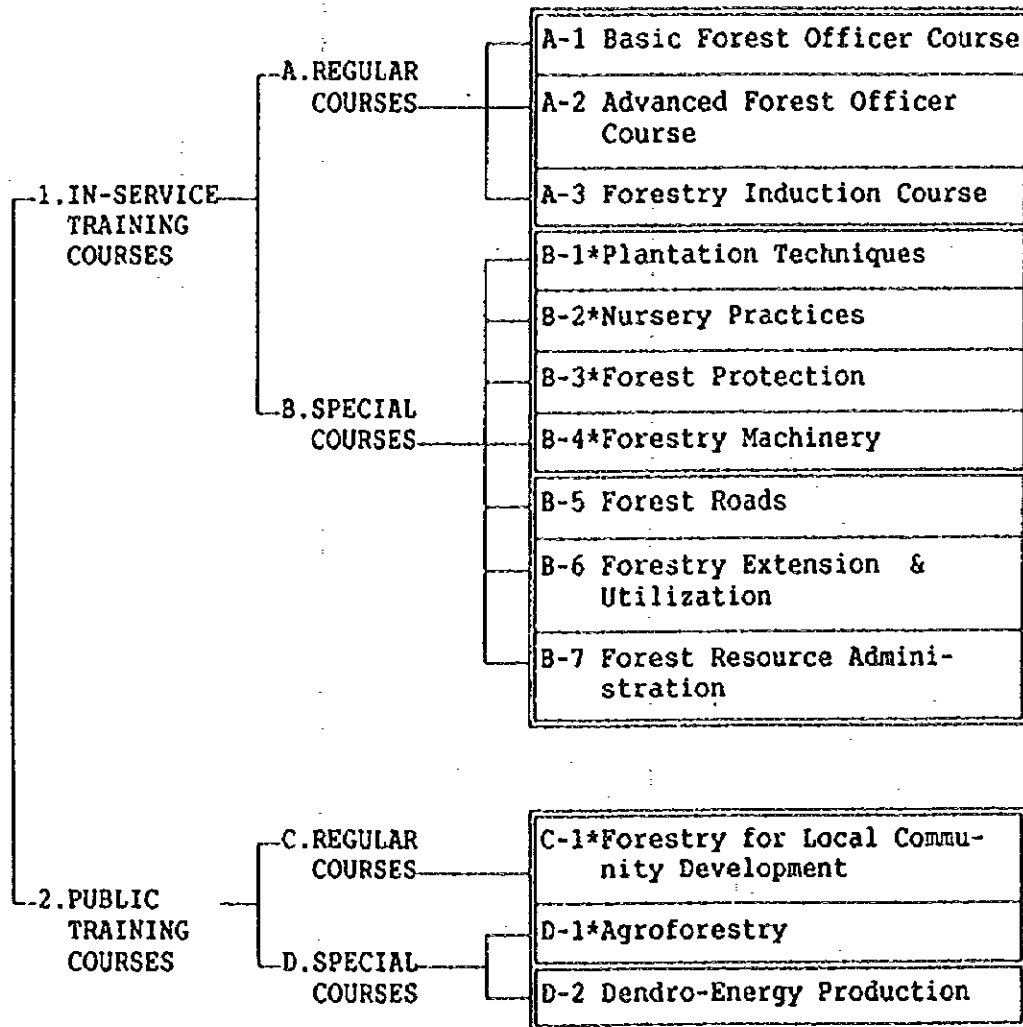 1.IN-SERVICE
TRAINING
COURSES
A.REGULAR
COURSES
A-1 Basic Forest Officer Course
A-2 Advanced Forest Officer
Course
A-3 Forestry Induction Course
B.SPECIAL
COURSES
B-1*Plantation Techniques
B-2*Nursery Practices
B-3*Forest Protection
B-4*Forestry Machinery
B-5 Forest Roads
B-6 Forestry Extension &
Utilization
B-7 Forest Resource Admini-
stration
2.PUBLIC
TRAINING
COURSES
C.REGULAR
COURSES
C-1*Forestry for Local Commu-
nity Development
D.SPECIAL
COURSES
D-1*Agroforestry
D-2 Dendro-Energy Production